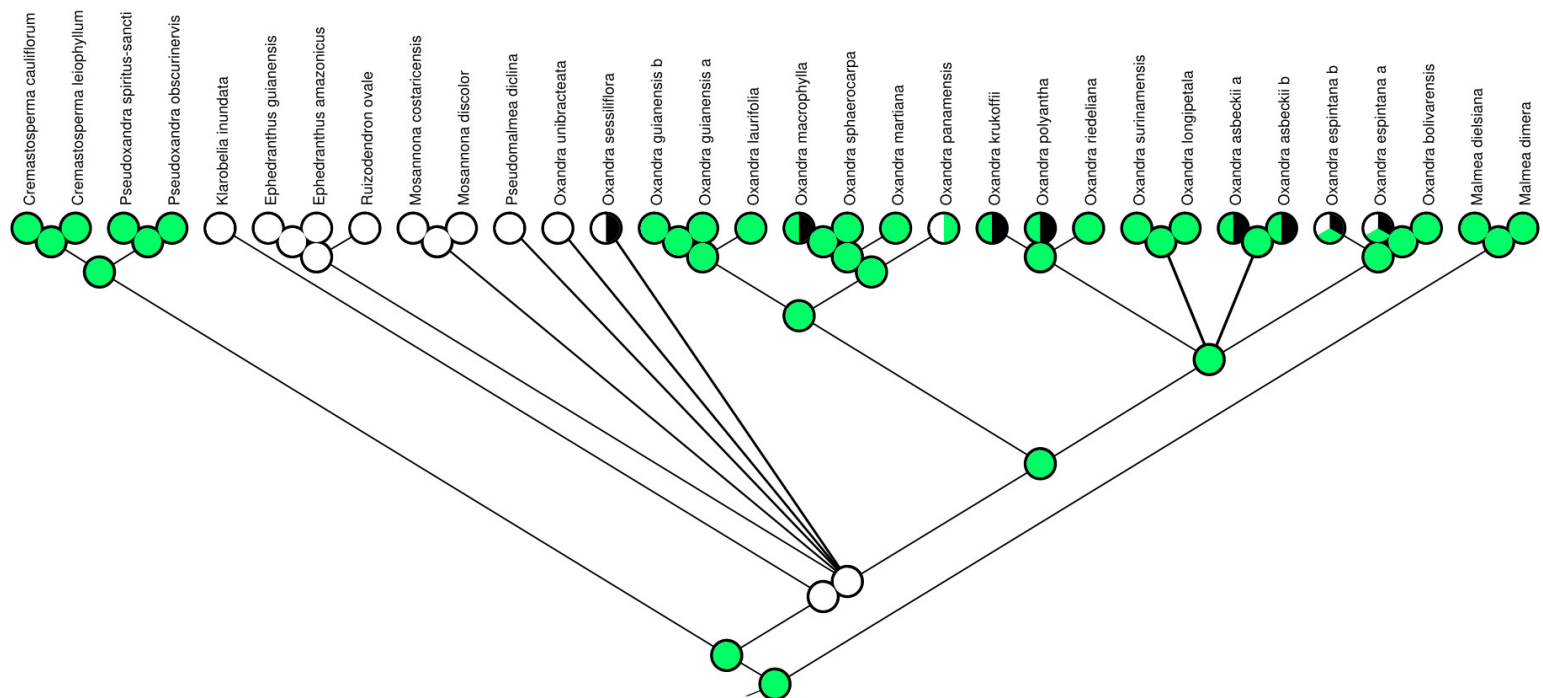 Cremastosperma cauliflorum
Cremastosperma leiophyllum
Pseudoxandra spiritus-sancti
Pseudoxandra obscurinervis
Klarobelia inundata
Ephedranthus guianensis
Ephedranthus amazonicus
Ruizodendron ovale
Mosannona costaricensis
Mosannona discolor
Pseudomalmea diclina
Oxandra unibracteata
Oxandra sessiliflora
Oxandra guianensis b
Oxandra guianensis a
Oxandra laurifolia
Oxandra macrophylla
Oxandra sphaerocarpa
Oxandra martiana
Oxandra panamensis
Oxandra krukoffii
Oxandra polyantha
Oxandra riedeliana
Oxandra surinamensis
Oxandra longipetala
Oxandra asbeckii a
Oxandra asbeckii b
Oxandra espintana b
Oxandra espintana a
Oxandra bolivarensis
Malmea dielsiana
Malmea dimera